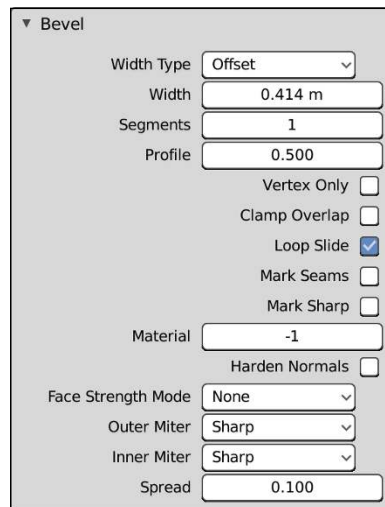 Bevel
Width Type Offset
Width 0.414 m
Segments 1
Profile 0.500
Vertex Only
Clamp Overlap
Loop Slide
Mark Seams
Mark Sharp
Material -1
Harden Normals
Face Strength Mode None
Outer Miter Sharp
Inner Miter Sharp
Spread 0.100